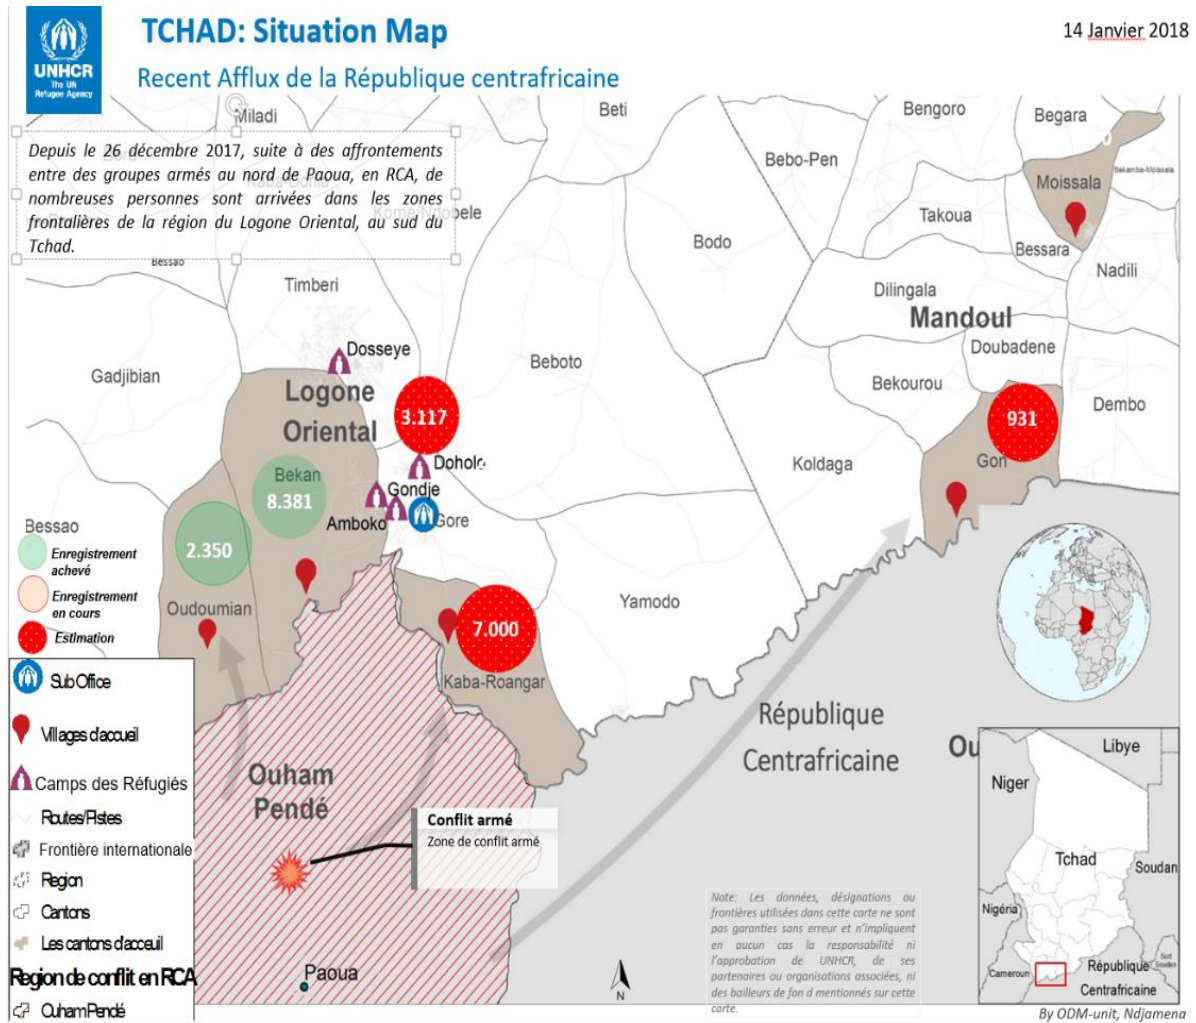 UNHCR
The UN
Refugee Agency
TCHAD: Situation Map
14 Janvier 2018
Recent Afflux de la République centrafricaine
Miladi
Beti
Bengoro
Begara
Depuis le 26 décembre 2017, suite à des affrontements
entre des groupes armés au nord de Paoua, en RCA, de
nombreuses personnes sont arrivées dans les zones
frontalières de la région du Logone Oriental, au sud du
Tchad.
Bebo-Pen
Bekamba-Moissala
Moissala
Takoua
Bodo
Bessara
Bessao
Nadili
Timberi
Dilingala
Mandoul
Dosseye
Doubadene
Beboto
Gadjibian
Bekourou
Logone
Oriental
3.117
931
Dembo
Koldaga
Gon
Bekan
8.381
Gondje
Amboko
Gore
Bessao
2.350
Enregistrement
achevé
Enregistrement
en cours
Estimation
Oudoumian
Yamodo
7.000
Kaba-Roangar
Sub Office
Villages d'accueil
Camps des Réfugiés
Routes/Pistes
Frontière internationale
Region
Cantons
Les cantons d'acceuil
Region de conflit en RCA
Ouham Pendé
Ouham
Pendé
Conflit armé
Zone de conflit armé
Paoua
République
Centrafricaine
Ou
N
Note: Les données, désignations ou
frontières utilisées dans cette carte ne sont
pas garanties sans erreur et n'impliquent
en aucun cas la responsabilité ni
l'approbation de UNHCR, de ses
partenaires ou organisations associées, ni
des bailleurs de fon d mentionnés sur cette
carte.
Libye
Niger
Tchad
Soudan
Nigéria
Sud
Soudan
Cameroun
République
Centrafricaine
By ODM-unit, Ndjamena